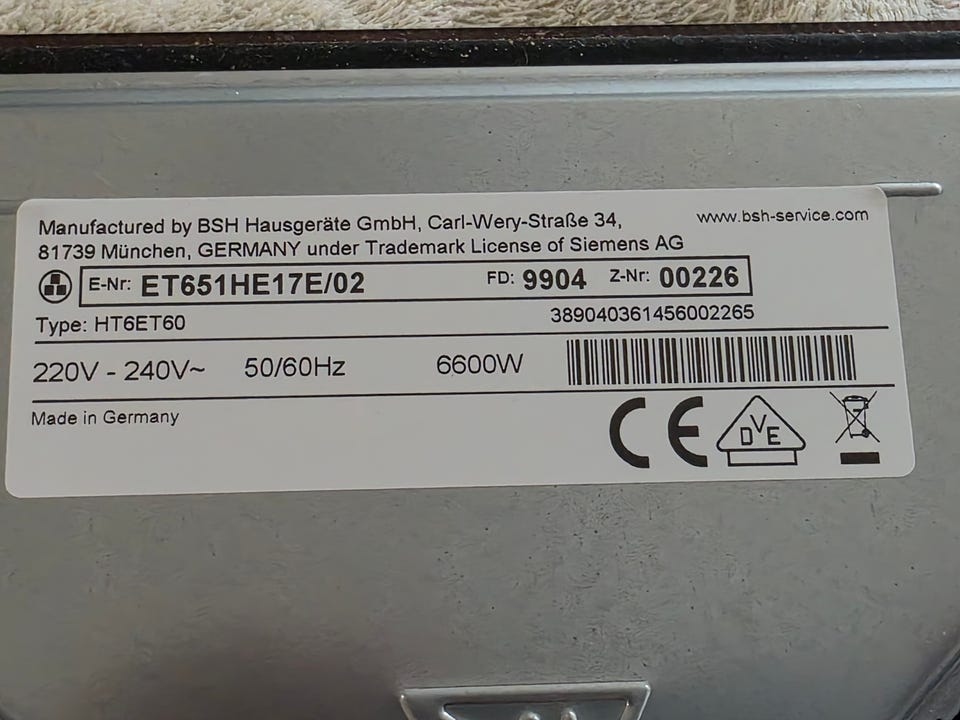 Manufactured by BSH Hausgeräte GmbH, Carl-Wery-Straße 34, www.bsh-service.com
81739 München, GERMANY under Trademark License of Siemens AG
E-Nr: ET651HE17E/02 FD: 9904 Z-Nr: 00226
Type: HT6ET60 389040361456002265
220V - 240V~ 50/60Hz 6600W
Made in Germany CE DVE